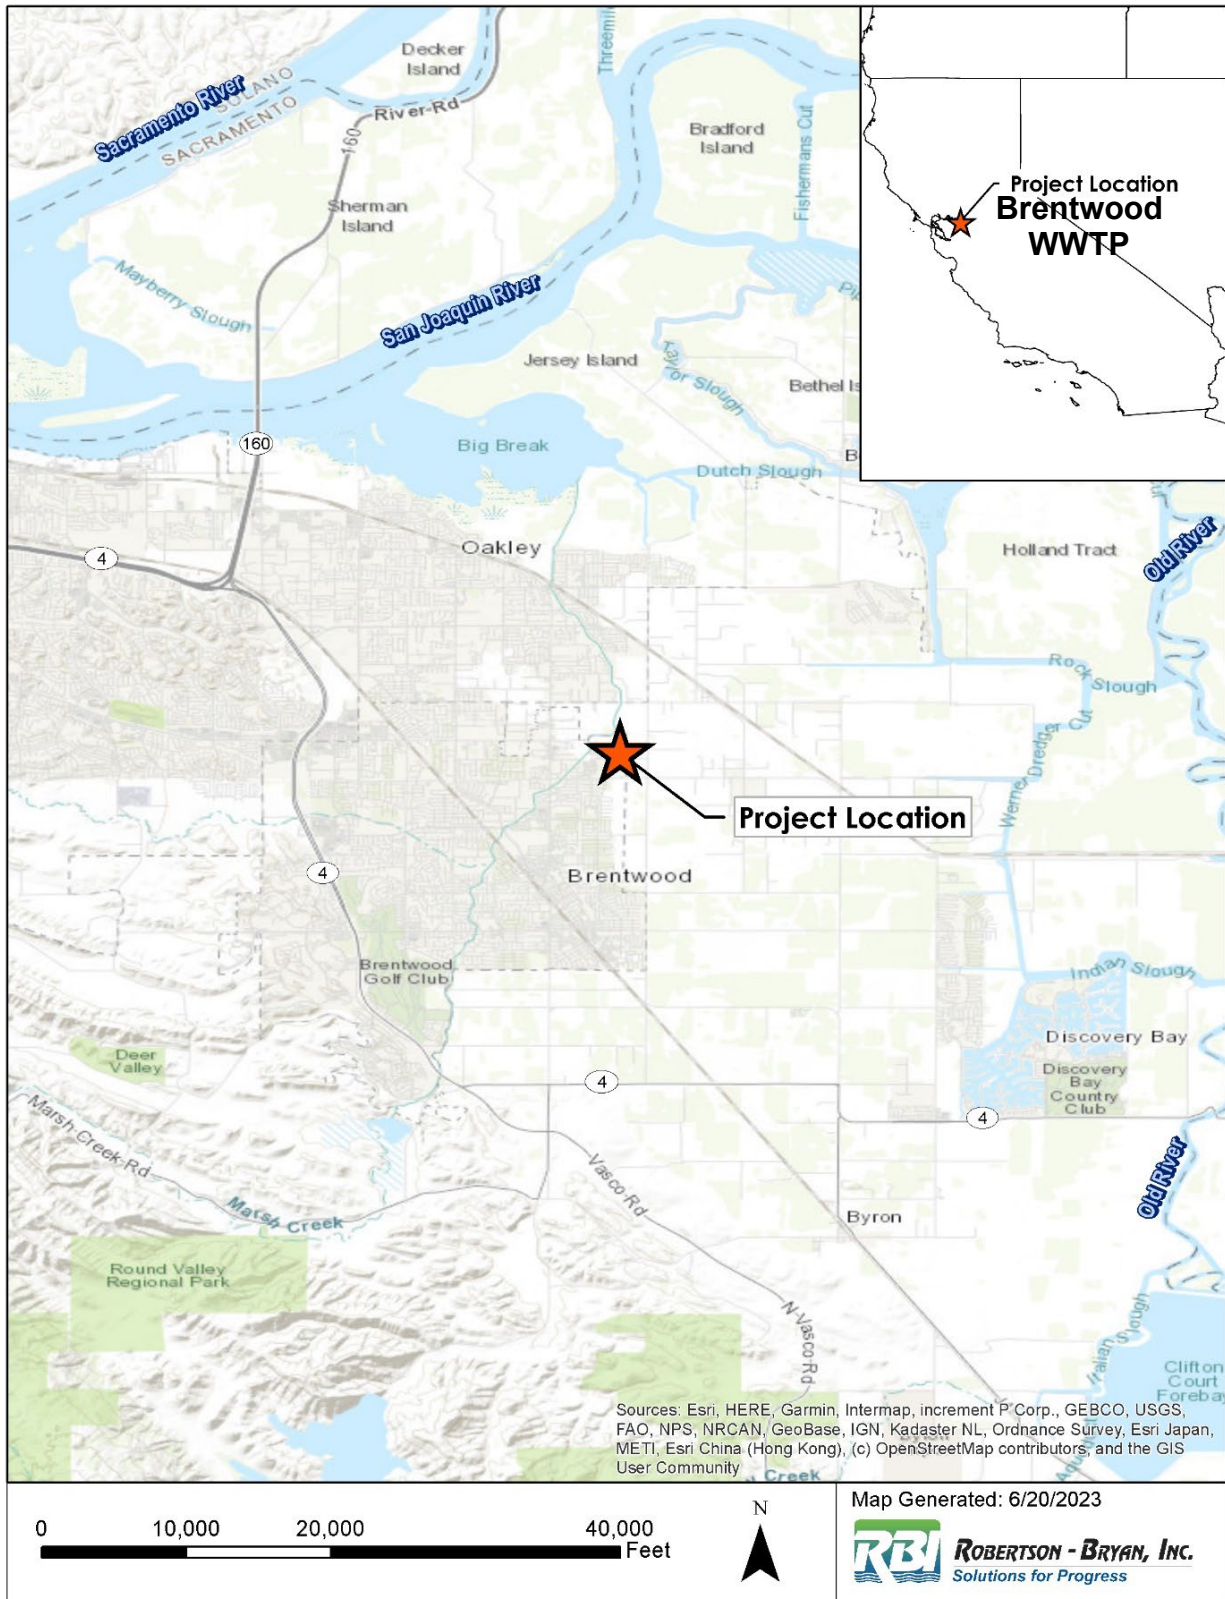 Decker
Island
Threemile
SOLANO
SACRAMENTO
Sacramento River
River-Rd
160
Bradford
Island
Fishermans Cut
Sherman
Island
Project Location
Brentwood
WWTP
Mayberry Slough
San Joaquin River
Jersey Island
Taylor Slough
Bethel Is
160
Big Break
Dutch Slough
4
Oakley
Holland Tract
Old River
Rock Slough
Werner Dredge Cut
Project Location
4
Brentwood
Brentwood
Golf Club
Indian Slough
Discovery Bay
Deer
Valley
4
Discovery
Bay
Country
Club
4
Marsh Creek-Rd
Vasco-Rd
Old River
Marsh Creek
Byron
Round Valley
Regional Park
N-Vasco-Rd
Italian Slough
Clifton
Court
Forebay
Sources: Esri, HERE, Garmin, Intermap, increment P Corp., GEBCO, USGS,
FAO, NPS, NRCAN, GeoBase, IGN, Kadaster NL, Ordnance Survey, Esri Japan,
METI, Esri China (Hong Kong), (c) OpenStreetMap contributors, and the GIS
User Community
Creek
0 10,000 20,000 40,000
Feet
N
Map Generated: 6/20/2023
RBI
ROBERTSON - BRYAN, INC.
Solutions for Progress